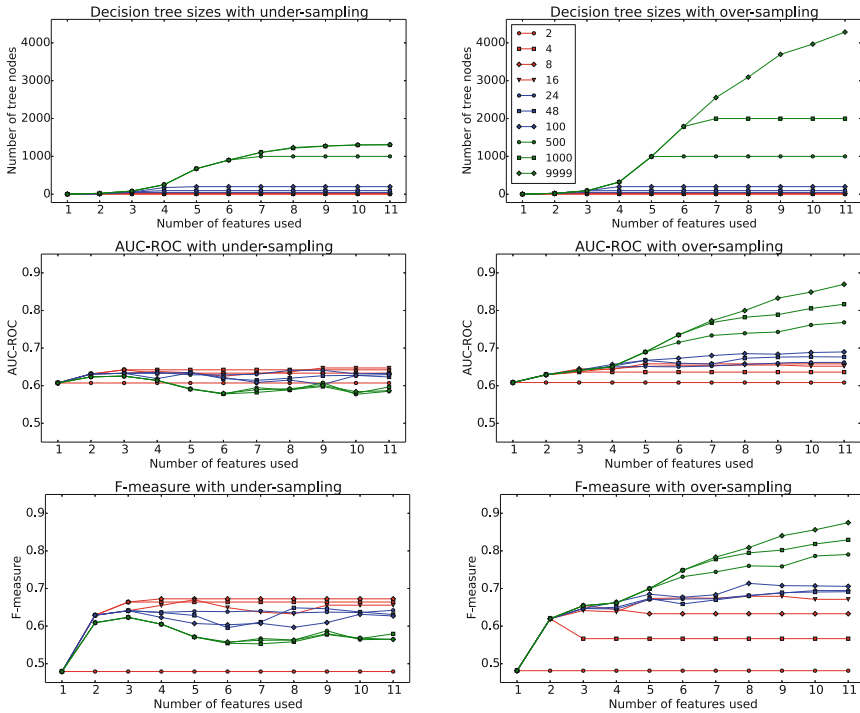 Decision tree sizes with under-sampling
Number of tree nodes
4000
3000
2000
1000
0
1 2 3 4 5 6 7 8 9 10 11
Number of features used
Decision tree sizes with over-sampling
Number of tree nodes
4000
3000
2000
1000
0
2
4
8
16
24
48
100
500
1000
9999
1 2 3 4 5 6 7 8 9 10 11
Number of features used
AUC-ROC with under-sampling
AUC-ROC
0.9
0.8
0.7
0.6
0.5
1 2 3 4 5 6 7 8 9 10 11
Number of features used
AUC-ROC with over-sampling
AUC-ROC
0.9
0.8
0.7
0.6
0.5
1 2 3 4 5 6 7 8 9 10 11
Number of features used
F-measure with under-sampling
F-measure
0.9
0.8
0.7
0.6
0.5
1 2 3 4 5 6 7 8 9 10 11
Number of features used
F-measure with over-sampling
F-measure
0.9
0.8
0.7
0.6
0.5
1 2 3 4 5 6 7 8 9 10 11
Number of features used